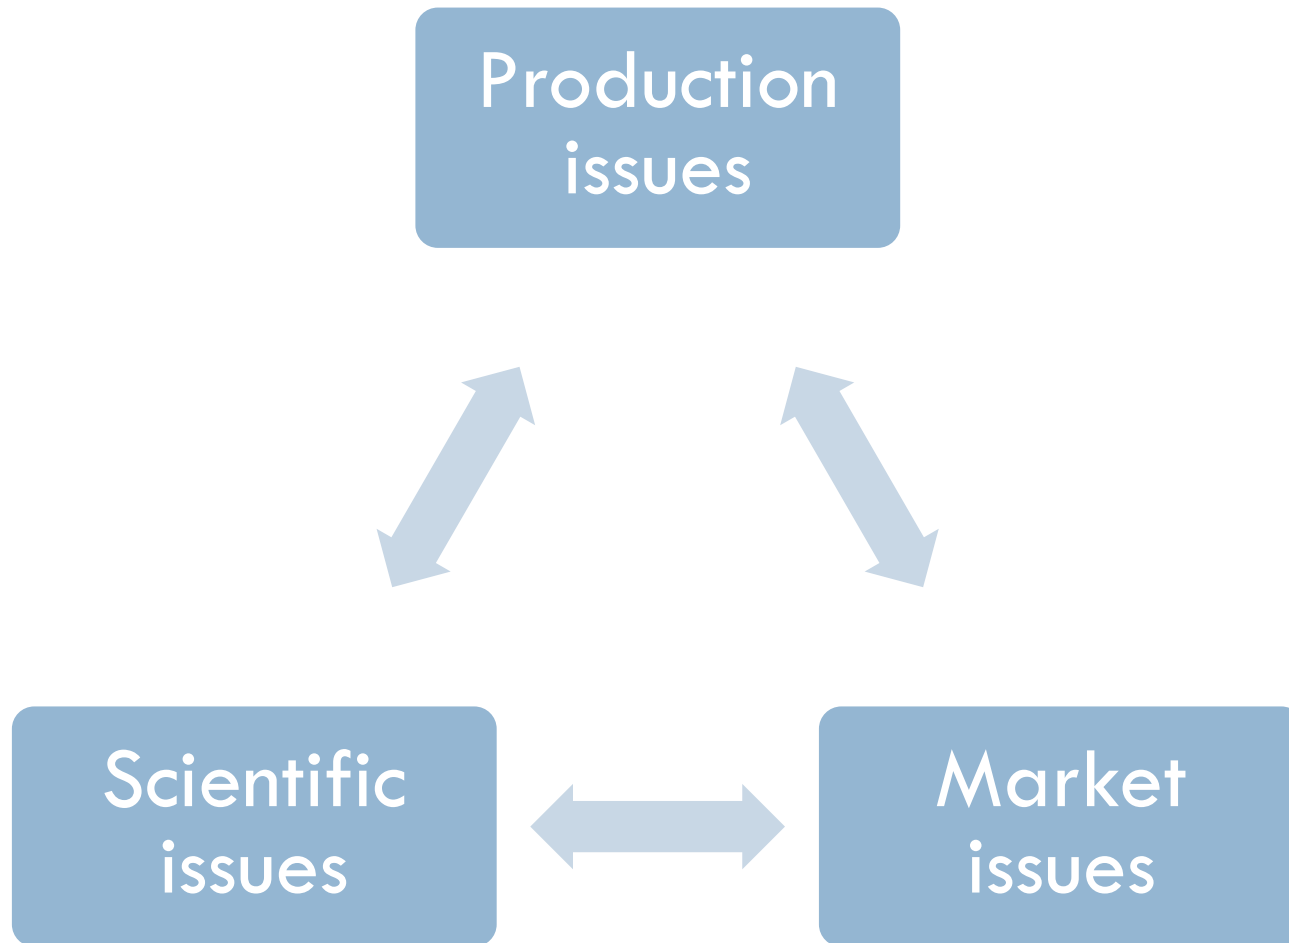 Production
issues
Scientific
issues
Market
issues